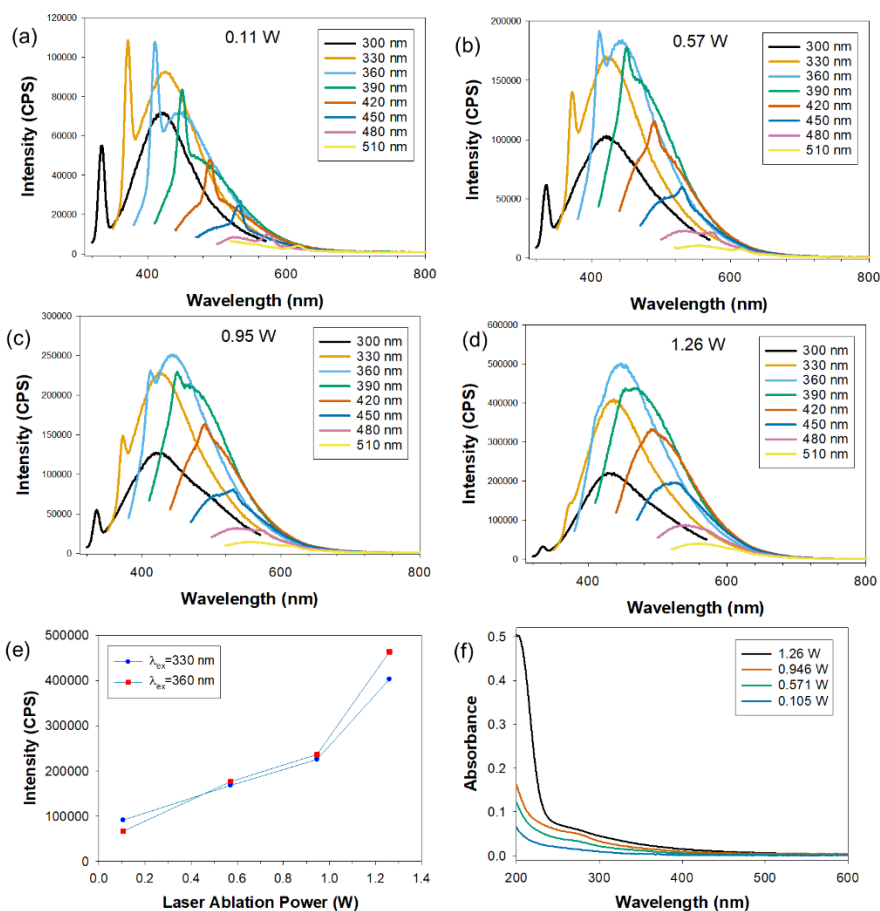 (a)
0.11 W
300 nm
330 nm
360 nm
390 nm
420 nm
450 nm
480 nm
510 nm
120000
100000
80000
60000
40000
20000
0
Intensity (CPS)
400
600
800
Wavelength (nm)
(b)
0.57 W
300 nm
330 nm
360 nm
390 nm
420 nm
450 nm
480 nm
510 nm
200000
150000
100000
50000
0
Intensity (CPS)
400
600
800
Wavelength (nm)
(c)
0.95 W
300 nm
330 nm
360 nm
390 nm
420 nm
450 nm
480 nm
510 nm
300000
250000
200000
150000
100000
50000
0
Intensity (CPS)
400
600
800
Wavelength (nm)
(d)
1.26 W
300 nm
330 nm
360 nm
390 nm
420 nm
450 nm
480 nm
510 nm
600000
500000
400000
300000
200000
100000
0
Intensity (CPS)
400
600
800
Wavelength (nm)
(e)
λex=330 nm
λex=360 nm
500000
400000
300000
200000
100000
0
Intensity (CPS)
0.0 0.2 0.4 0.6 0.8 1.0 1.2 1.4
Laser Ablation Power (W)
(f)
1.26 W
0.946 W
0.571 W
0.105 W
0.5
0.4
0.3
0.2
0.1
0.0
Absorbance
200 300 400 500 600
Wavelength (nm)